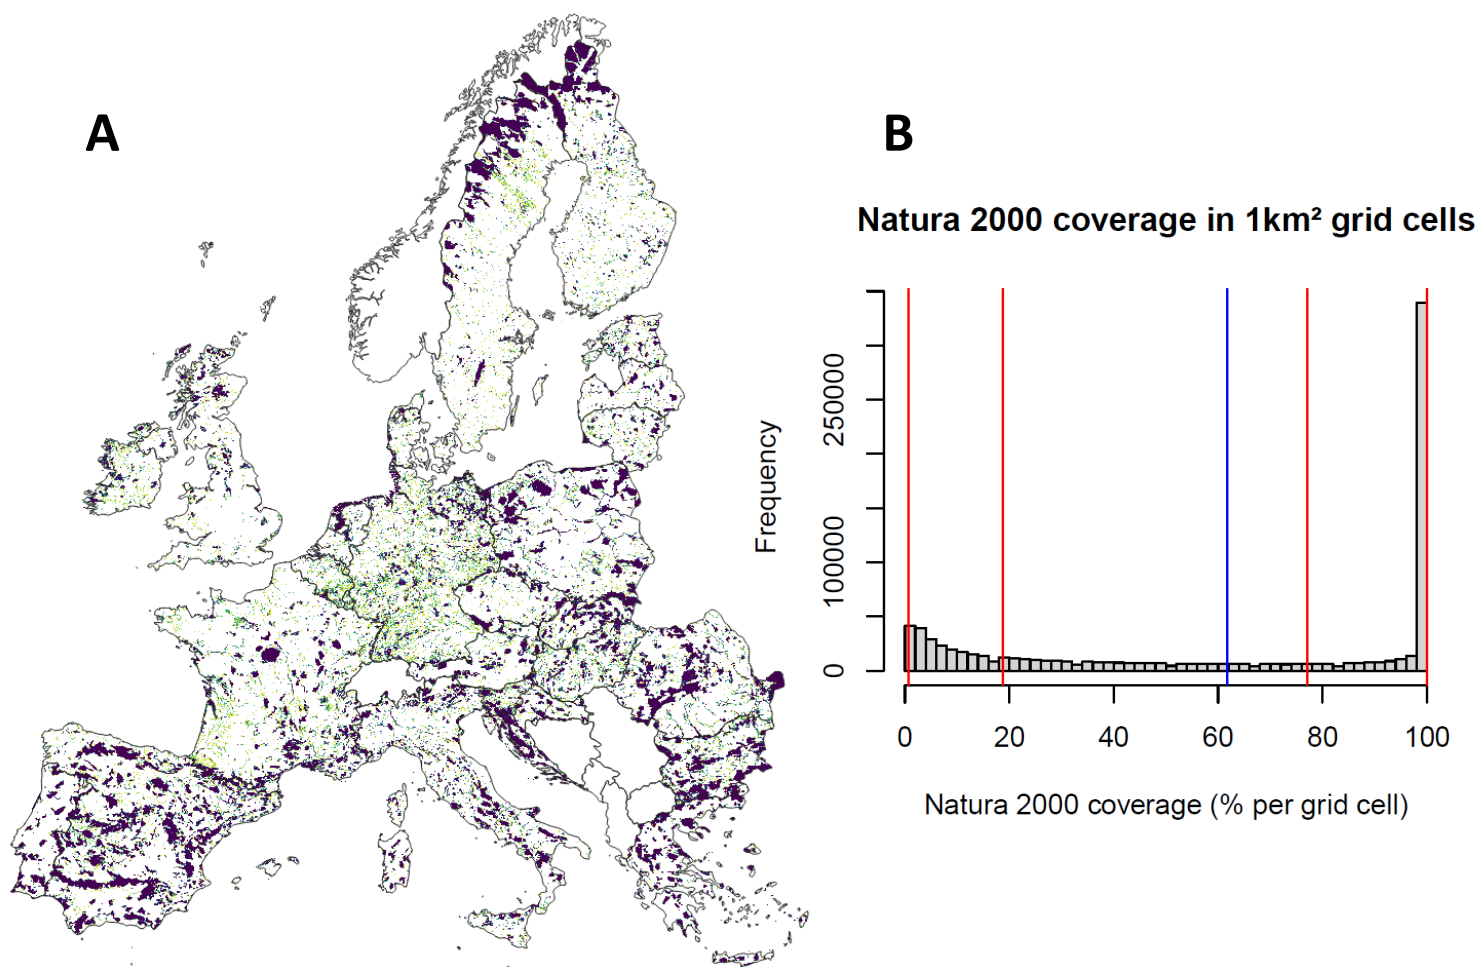 A
B
Natura 2000 coverage in 1km² grid cells
Frequency
250000
100000
0
0 20 40 60 80 100
Natura 2000 coverage (% per grid cell)